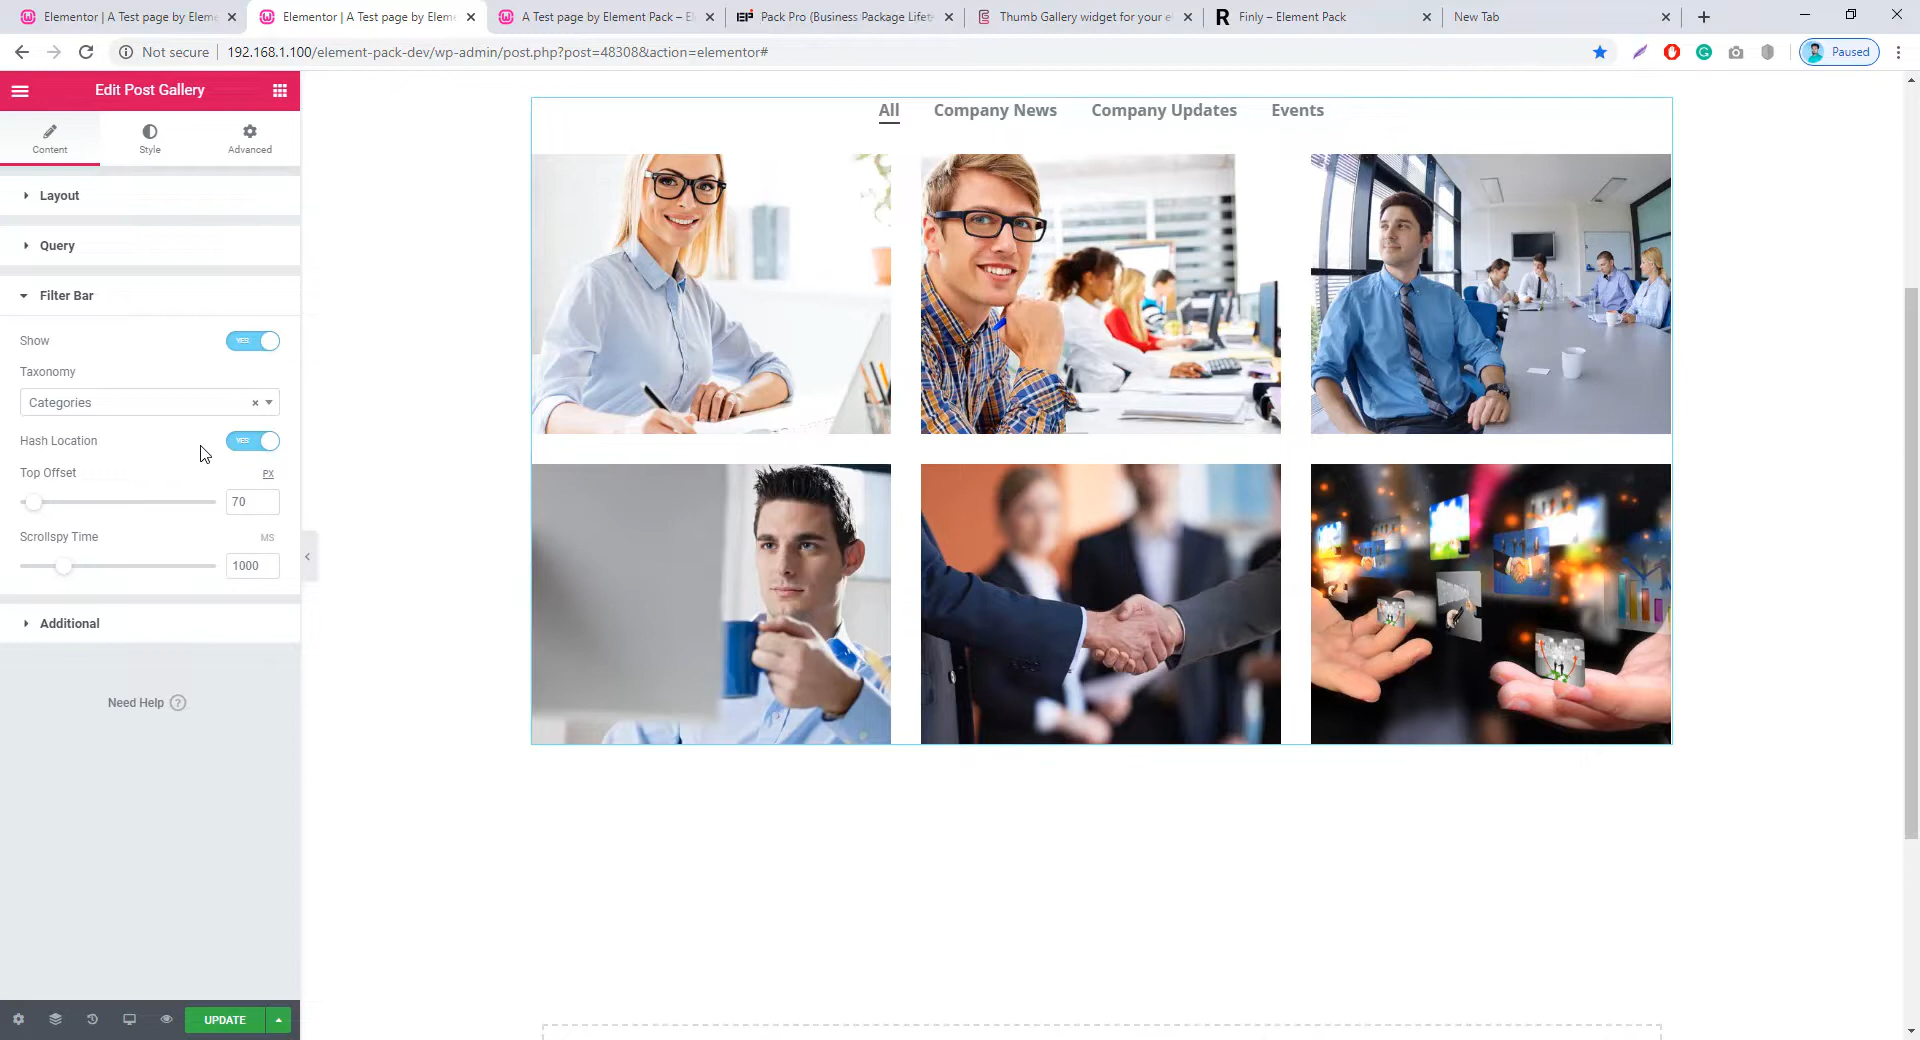 Elementor | A Test page by Eleme
Elementor | A Test page by Eleme
A Test page by Element Pack – El
Pack Pro (Business Package Lifet
Thumb Gallery widget for your e
Finly – Element Pack
New Tab
Not secure
192.168.1.100/element-pack-dev/wp-admin/post.php?post=48308&action=elementor#
Paused
Edit Post Gallery
Content
Style
Advanced
Layout
Query
Filter Bar
Show
YES
Taxonomy
Categories
Hash Location
YES
Top Offset
PX
70
Scrollspy Time
MS
1000
Additional
Need Help
UPDATE
All
Company News
Company Updates
Events